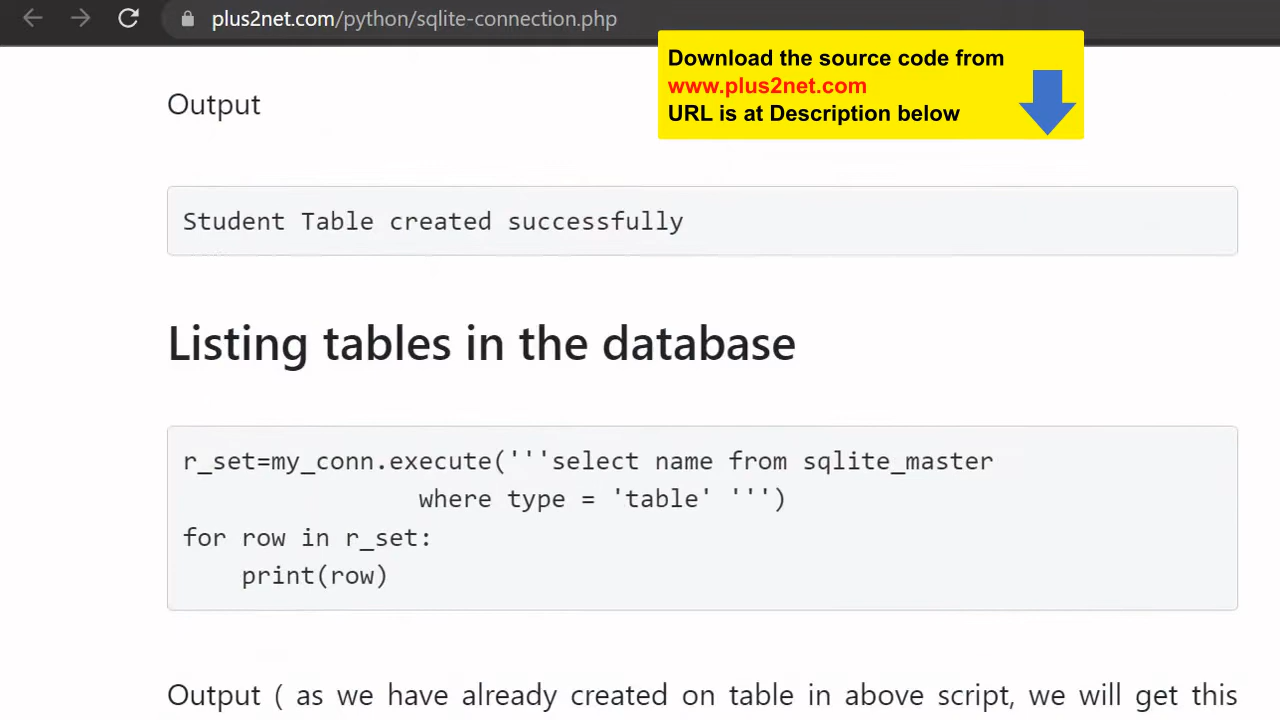 plus2net.com/python/sqlite-connection.php
Download the source code from
www.plus2net.com
URL is at Description below
Output
Student Table created successfully
Listing tables in the database
r_set=my_conn.execute('''select name from sqlite_master
where type = 'table' ''')
for row in r_set:
print(row)
Output ( as we have already created on table in above script, we will get this